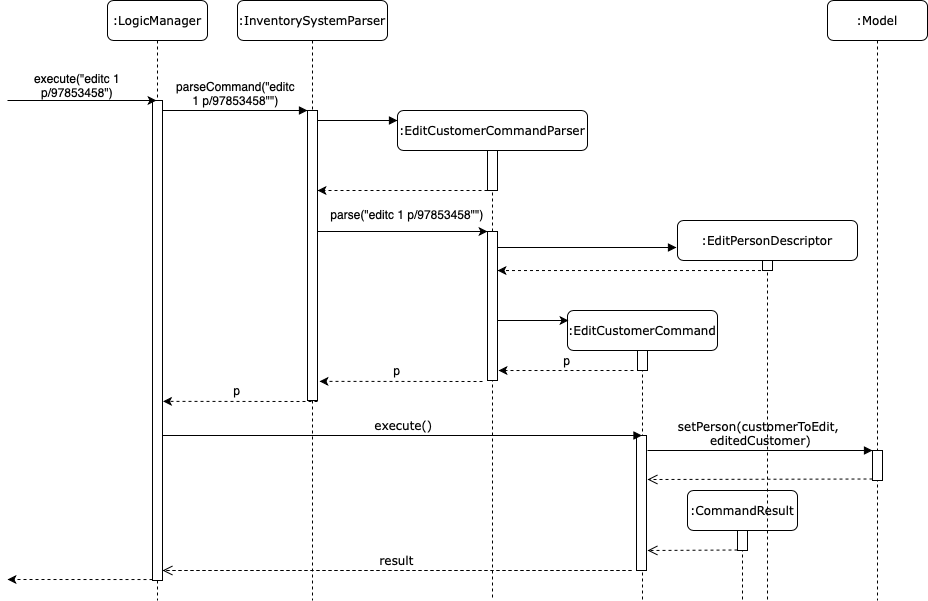 :LogicManager
:InventorySystemParser
:Model
execute("editc 1
p/97853458")
parseCommand("editc
1 p/97853458"")
:EditCustomerCommandParser
parse("editc 1 p/97853458"")
:EditPersonDescriptor
:EditCustomerCommand
p
p
p
execute()
setPerson(customerToEdit,
editedCustomer)
:CommandResult
result